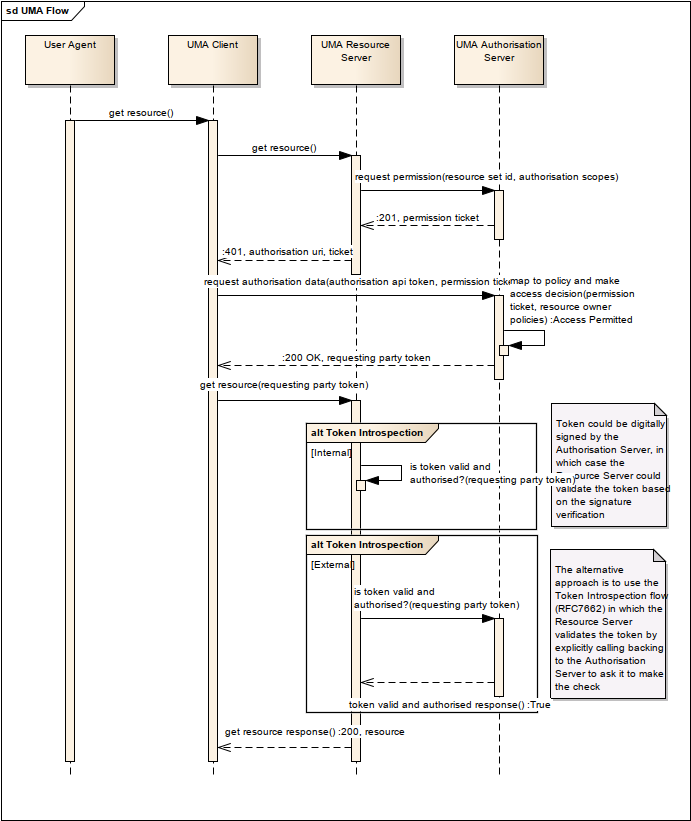 sd UMA Flow
User Agent
UMA Client
UMA Resource
Server
UMA Authorisation
Server
get resource()
get resource()
request permission(resource set id, authorisation scopes)
:201, permission ticket
:401, authorisation uri, ticket
request authorisation data(authorisation api token, permission
map to policy and make
access decision(permission
ticket, resource owner
policies) :Access Permitted
:200 OK, requesting party token
get resource(requesting party token)
alt Token Introspection
[Internal]
is token valid and
authorised?(requesting party token)
Token could be digitally
signed by the
Authorisation Server, in
which case the
Server could
validate the token based
on the signature
verification
alt Token Introspection
[External]
is token valid and
authorised?(requesting party token)
The alternative
approach is to use the
Token Introspection flow
(RFC7662) in which the
Resource Server
validates the token by
explicitly calling backing
to the Authorisation
Server to ask it to make
the check
token valid and authorised response() :True
get resource response() :200, resource